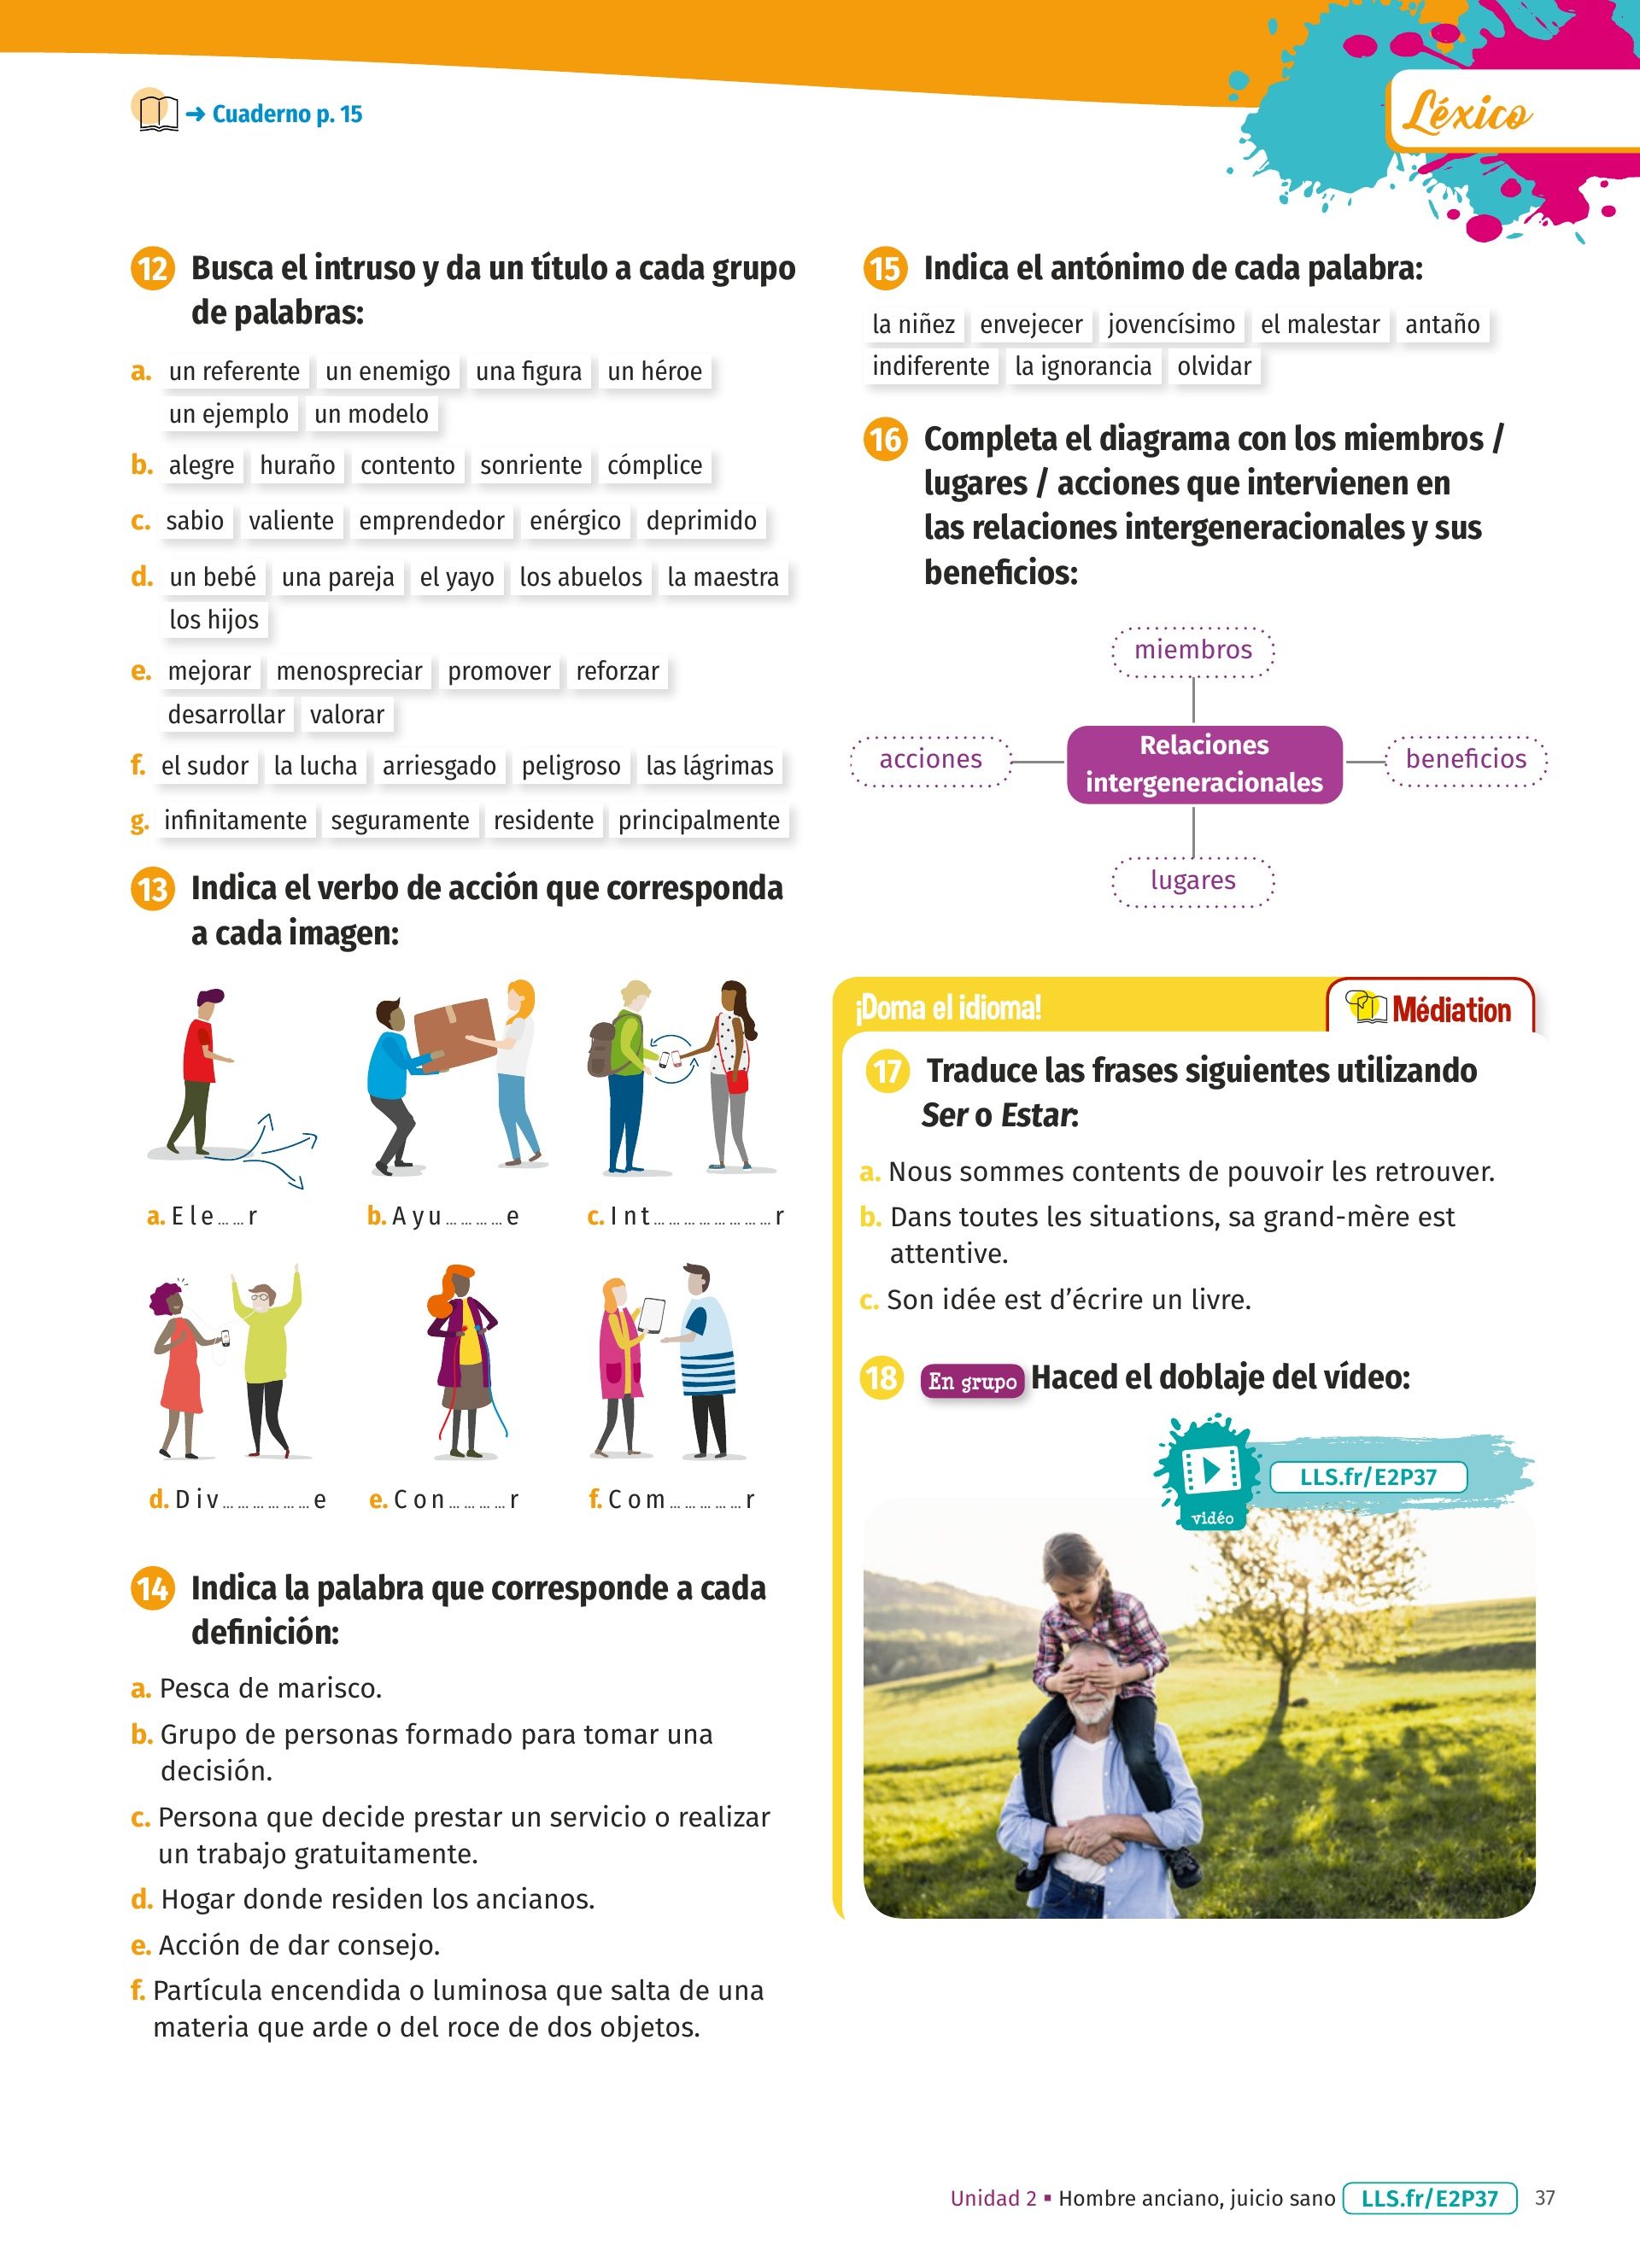 ➜ Cuaderno p. 15
Léxico
12 Busca el intruso y da un título a cada grupo
de palabras:
a. un referente un enemigo una figura un héroe
un ejemplo un modelo
b. alegre huraño contento sonriente cómplice
c. sabio valiente emprendedor enérgico deprimido
d. un bebé una pareja el yayo los abuelos la maestra
los hijos
e. mejorar menospreciar promover reforzar
desarrollar valorar
f. el sudor la lucha arriesgado peligroso las lágrimas
g. infinitamente seguramente residente principalmente
13 Indica el verbo de acción que corresponda
a cada imagen:
a. E l e ... ... r b. A y u ... ... ... ... e c. I n t ... ... ... ... ... ... ... ... r
d. D i v ... ... ... ... ... ... e e. C o n ... ... ... ... r f. C o m ... ... ... ... ... r
14 Indica la palabra que corresponde a cada
definición:
a. Pesca de marisco.
b. Grupo de personas formado para tomar una
decisión.
c. Persona que decide prestar un servicio o realizar
un trabajo gratuitamente.
d. Hogar donde residen los ancianos.
e. Acción de dar consejo.
f. Partícula encendida o luminosa que salta de una
materia que arde o del roce de dos objetos.
15 Indica el antónimo de cada palabra:
la niñez envejecer jovencísimo el malestar antaño
indiferente la ignorancia olvidar
16 Completa el diagrama con los miembros /
lugares / acciones que intervienen en
las relaciones intergeneracionales y sus
beneficios:
miembros
acciones
Relaciones
intergeneracionales
beneficios
lugares
¡Doma el idioma!
Médiation
17 Traduce las frases siguientes utilizando
Ser o Estar:
a. Nous sommes contents de pouvoir les retrouver.
b. Dans toutes les situations, sa grand-mère est
attentive.
c. Son idée est d’écrire un livre.
18 En grupo Haced el doblaje del vídeo:
LLS.fr/E2P37
vidéo
Unidad 2 ▪ Hombre anciano, juicio sano LLS.fr/E2P37 37